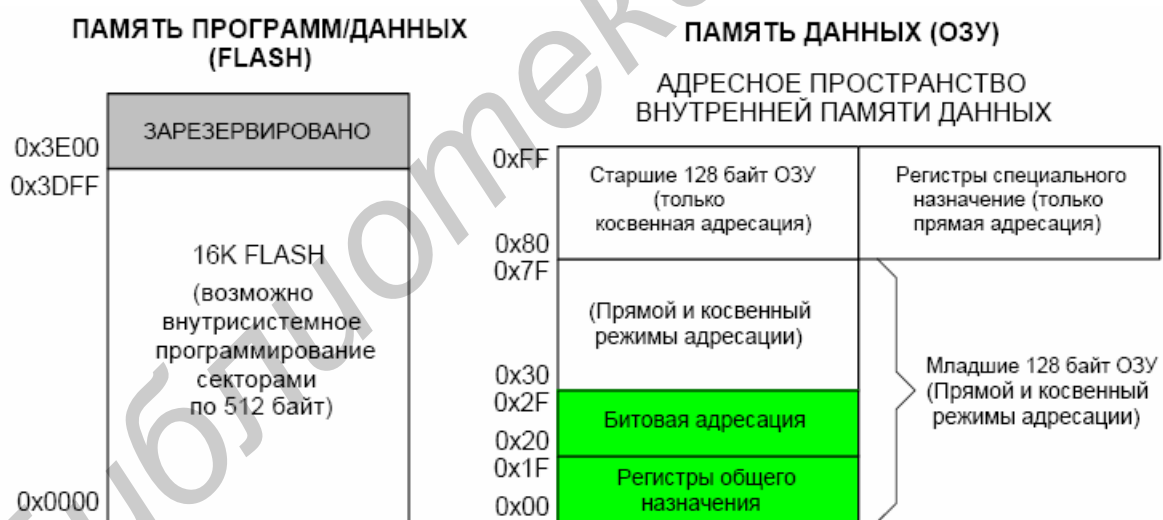 ПАМЯТЬ ПРОГРАММ/ДАННЫХ
(FLASH)
ЗАРЕЗЕРВИРОВАНО
0x3E00
0x3DFF
16K FLASH
(возможно
внутрисистемное
программирование
секторами
по 512 байт)
0x0000
ПАМЯТЬ ДАННЫХ (ОЗУ)
АДРЕСНОЕ ПРОСТРАНСТВО
ВНУТРЕННЕЙ ПАМЯТИ ДАННЫХ
0xFF
Старшие 128 байт ОЗУ
(только
косвенная адресация)
Регистры специального
назначение (только
прямая адресация)
0x80
0x7F
(Прямой и косвенный
режимы адресации)
0x30
0x2F
Битовая адресация
0x20
0x1F
Регистры общего
назначения
0x00
Младшие 128 байт ОЗУ
(Прямой и косвенный
режимы адресации)